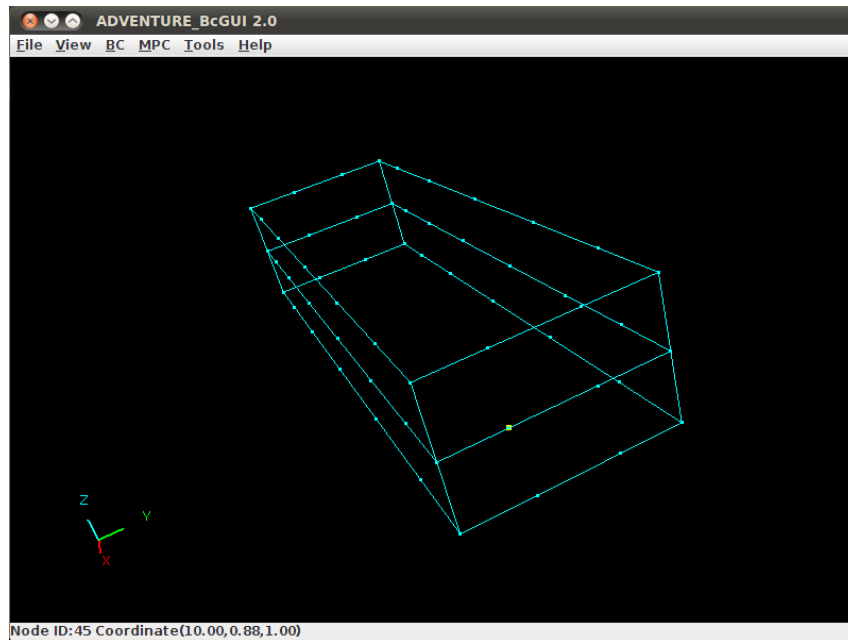 ADVENTURE_BcGUI 2.0
File View BC MPC Tools Help
Z
Y
X
Node ID:45 Coordinate(10.00,0.88,1.00)